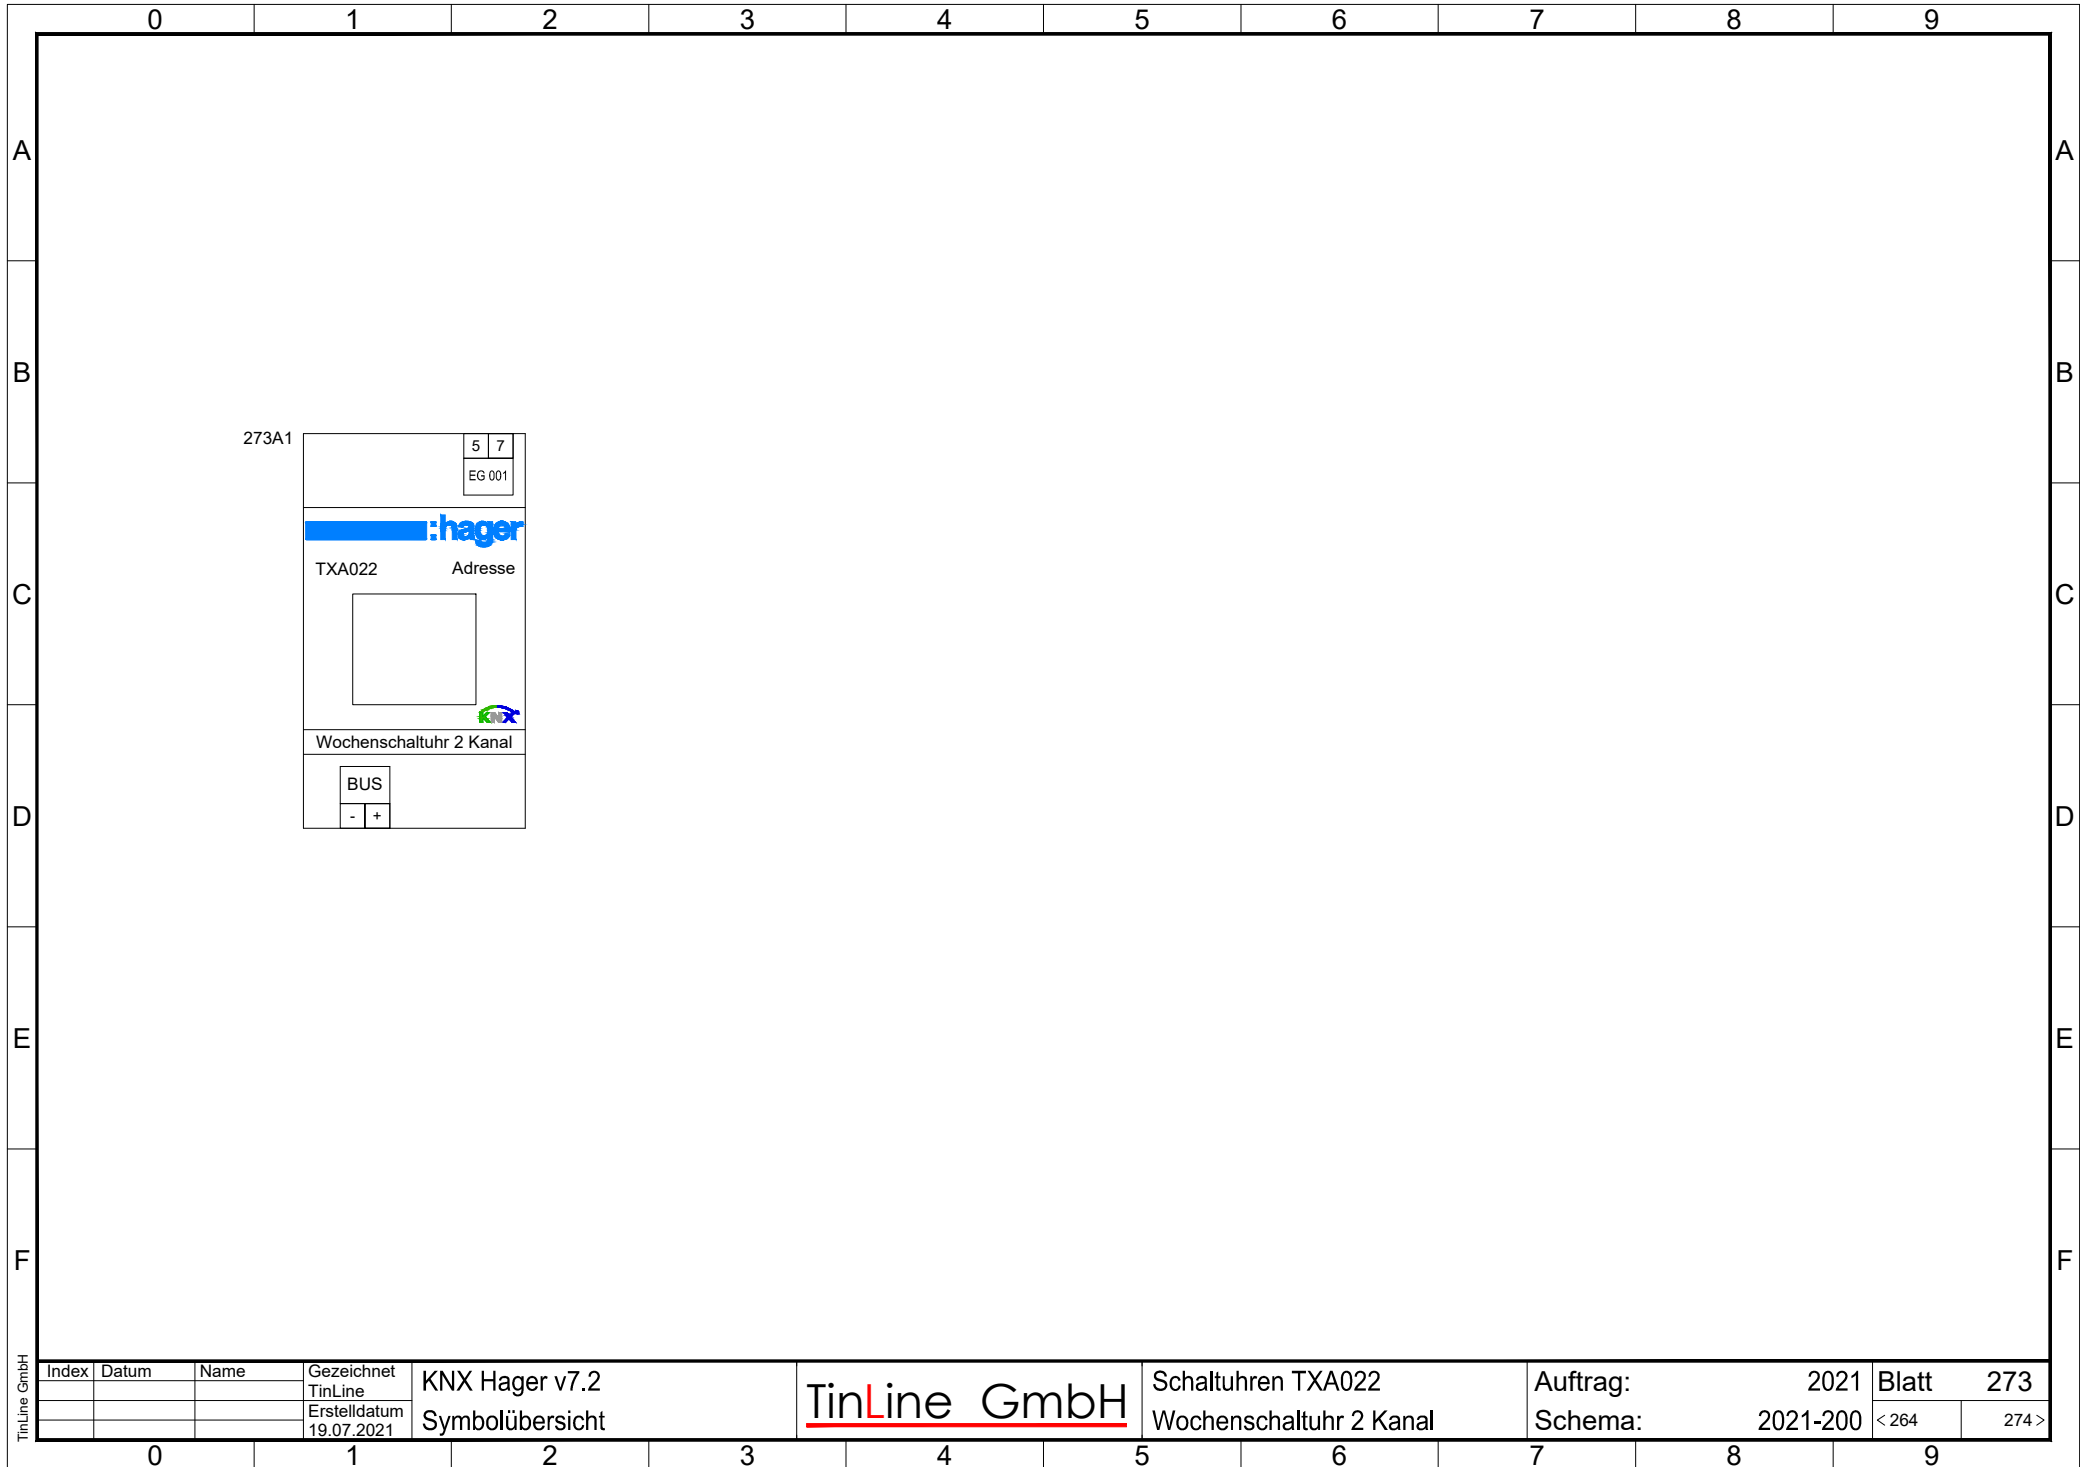 0 1 2 3 4 5 6 7 8 9
A A
B B
273A1
5 7
EG 001
:hager
TXA022 Adresse
C C
KNX
Wochenschaltuhr 2 Kanal
BUS
- +
D D
E E
F F
TinLine GmbH
Index Datum Name Gezeichnet
TinLine
Erstelldatum
19.07.2021
KNX Hager v7.2
Symbolübersicht
TinLine GmbH
Schaltuhren TXA022
Wochenschaltuhr 2 Kanal
Auftrag: 2021
Schema: 2021-200
Blatt 273
< 264 274 >
0 1 2 3 4 5 6 7 8 9